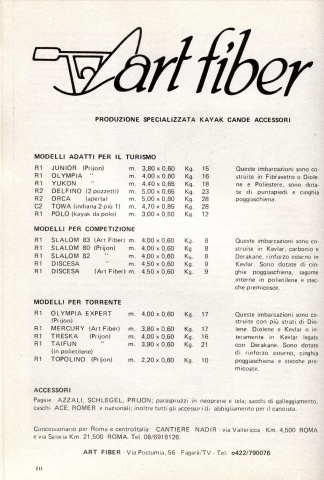 art fiber
PRODUZIONE SPECIALIZZATA KAYAK CANOE ACCESSORI
MODELLI ADATTI PER IL TURISMO
R1 JUNIOR (Prijon) m. 3,80 x 0,60 Kg. 15
R1 OLYMPIA " m. 4,00 x 0,60 Kg. 16
R1 YUKON " m. 4,40 x 0,65 Kg. 18
R2 DELFINO (2 pozzetti) m. 5,00 x 0,65 Kg. 23
R2 ORCA (aperta) m. 5,00 x 0,80 Kg. 28
C2 TOWA (indiana 2 più 1) m. 4,70 x 0,85 Kg. 28
R1 POLO (kayak da polo) m. 3,00 x 0,50 Kg. 12
Queste imbarcazioni sono co-
struite in Fibravetro o Diole-
ne e Poliestere, sono dota-
te di puntapiedi e cinghia
poggiaschiena.
MODELLI PER COMPETIZIONE
R1 SLALOM 83 (Art Fiber) m. 4,00 x 0,60 Kg. 8
R1 SLALOM 80 (Prijon) m. 4,00 x 0,60 Kg. 8
R1 SLALOM 82 " m. 4,00 x 0,60 Kg. 8
R1 DISCESA " m. 4,50 x 0,60 Kg. 9
R1 DISCESA (Art Fiber) m. 4,50 x 0,60 Kg. 9
Queste imbarcazioni sono co-
struite in Kevlar, carbonio e
Derakane, rinforzo esterno in
Kevlar. Sono dotate di cin-
ghie poggiaschiena, sagome
interne in polietilene e stec-
che premicosce.
MODELLI PER TORRENTE
R1 OLYMPIA EXPERT m. 4,00 x 0,60 Kg. 17
(Prijon)
R1 MERCURY (Art Fiber) m. 3,80 x 0,60 Kg. 17
R1 TRESKA (Prijon) m. 4,00 x 0,60 Kg. 16
R1 TAIFUN " m. 3,90 x 0,60 Kg. 21
(in polietilene)
R1 TOPOLINO (Prijon) m. 2,20 x 0,60 Kg. 10
Queste imbarcazioni sono co-
struite con più strati di Dio-
lene Diolene e Kevlar o in-
teramente in Kevlar legate
con Derakane. Sono dotate
di rinforzo esterno, cinghia
poggiaschiena e stecche pre-
micosce.
ACCESSORI
Pagaie AZZALI, SCHLEGEL, PRIJON; paraspruzzi in neoprene e tela; sacchi di galleggiamento,
caschi ACE, ROMER e nazionali; inoltre tutti gli accessori di abbigliamento per il canoista.
Concessionario per Roma e centroitalia: CANTIERE NADIR - via Vallericca - Km. 4,500 ROMA
e via Salaria Km. 21,500 ROMA. Tel. 06/6918126.
ART FIBER - Via Postumia, 56 - Fagarè/TV - Tel. 0422/790076
10